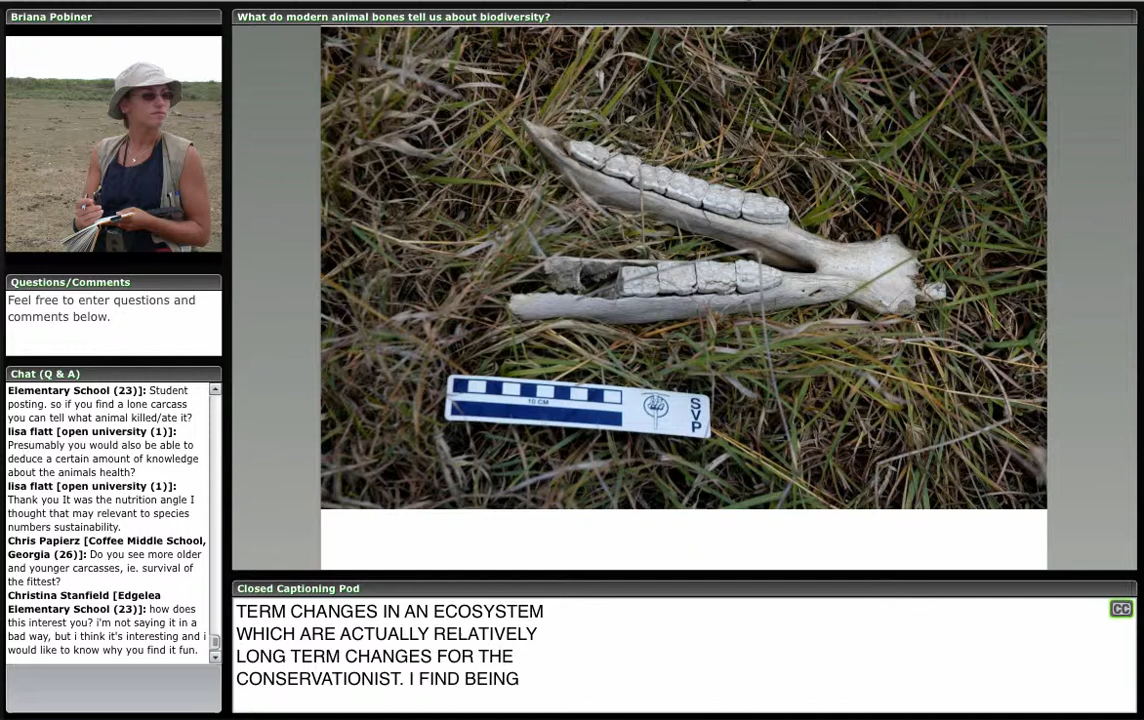 Briana Pobiner
What do modern animal bones tell us about biodiversity?
10 CM
SVP
Questions/Comments
Feel free to enter questions and
comments below.
Chat (Q & A)
Elementary School (23)]: Student
posting. so if you find a lone carcass
you can tell what animal killed/ate it?
lisa flatt [open university (1)]:
Presumably you would also be able to
deduce a certain amount of knowledge
about the animals health?
lisa flatt [open university (1)]:
Thank you It was the nutrition angle I
thought that may relevant to species
numbers sustainability.
Chris Papierz [Coffee Middle School,
Georgia (26)]: Do you see more older
and younger carcasses, ie. survival of
the fittest?
Christina Stanfield [Edgelea
Elementary School (23)]: how does
this interest you? i'm not saying it in a
bad way, but i think it's interesting and i
would like to know why you find it fun.
Closed Captioning Pod
CC
TERM CHANGES IN AN ECOSYSTEM
WHICH ARE ACTUALLY RELATIVELY
LONG TERM CHANGES FOR THE
CONSERVATIONIST. I FIND BEING